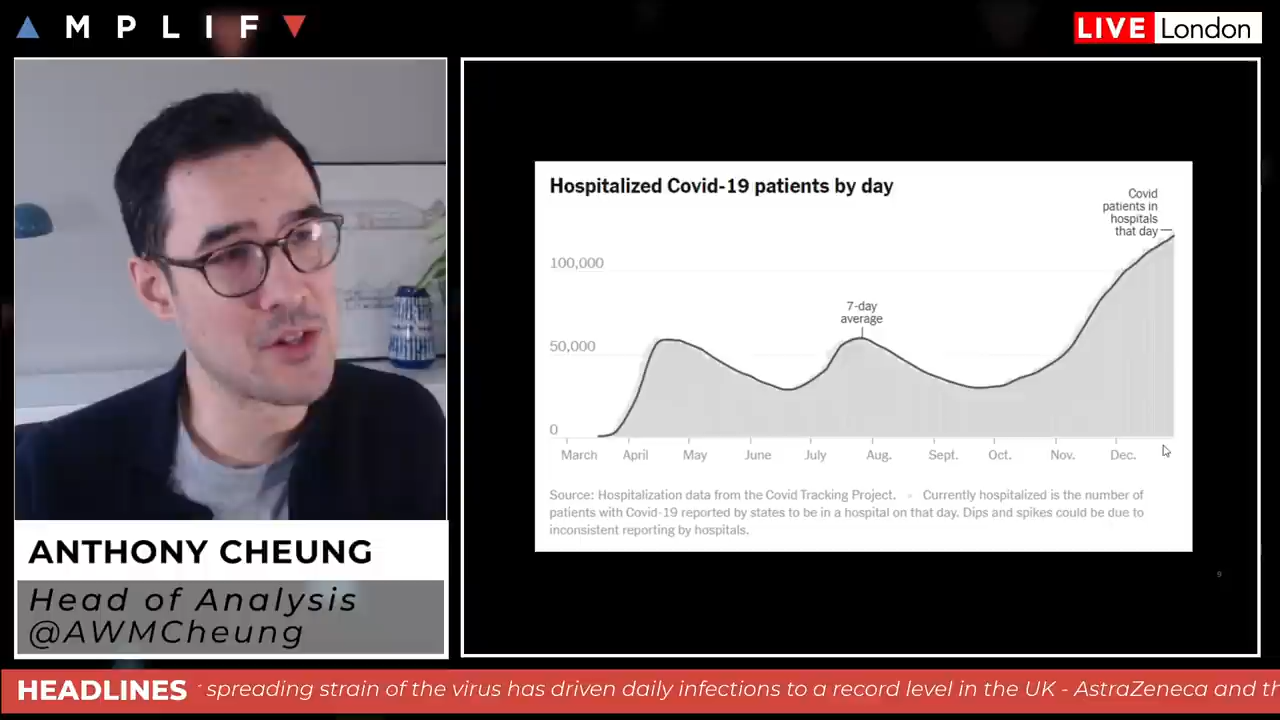 MPLIF
LIVE London
Hospitalized Covid-19 patients by day
Covid
patients in
hospitals
that day
100,000
7-day
average
50,000
0
March April May June July Aug. Sept. Oct. Nov. Dec.
Source: Hospitalization data from the Covid Tracking Project. • Currently hospitalized is the number of
patients with Covid-19 reported by states to be in a hospital on that day. Dips and spikes could be due to
inconsistent reporting by hospitals.
9
ANTHONY CHEUNG
Head of Analysis
@AWMCheung
HEADLINES spreading strain of the virus has driven daily infections to a record level in the UK - AstraZeneca and th